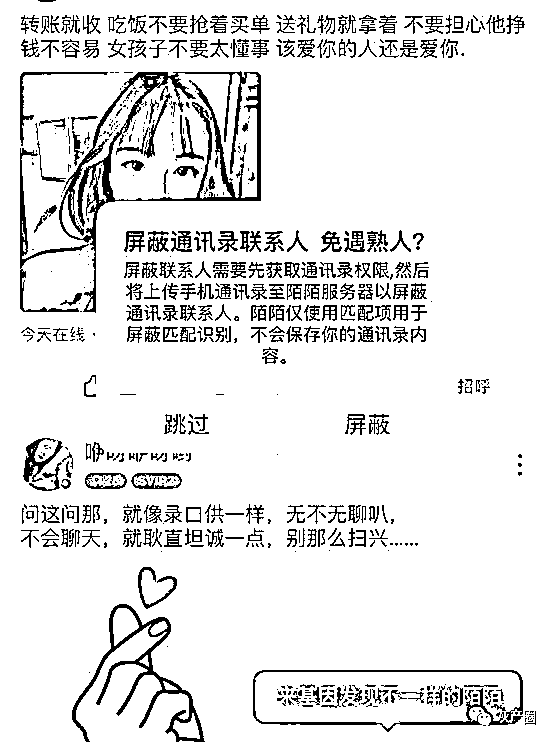 转账就收 吃饭不要抢着买单 送礼物就拿着 不要担心他挣
钱不容易 女孩子不要太懂事 该爱你的人还是爱你.
屏蔽通讯录联系人 免遇熟人?
屏蔽联系人需要先获取通讯录权限,然后
将上传手机通讯录至陌陌服务器以屏蔽
通讯录联系人。陌陌仅使用匹配项用于
屏蔽匹配识别，不会保存你的通讯录内
容。
今天在线
招呼
跳过 屏蔽
问这问那，就像录口供一样，无不无聊叭，
不会聊天，就耿直坦诚一点，别那么扫兴......
来基因发现不一样的陌陌
灰产圈